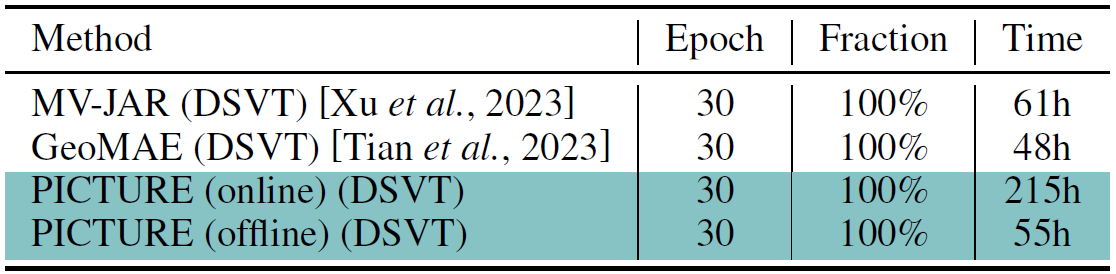 Method Epoch Fraction Time
MV-JAR (DSVT) [Xu et al., 2023] 30 100% 61h
GeoMAE (DSVT) [Tian et al., 2023] 30 100% 48h
PICTURE (online) (DSVT) 30 100% 215h
PICTURE (offline) (DSVT) 30 100% 55h